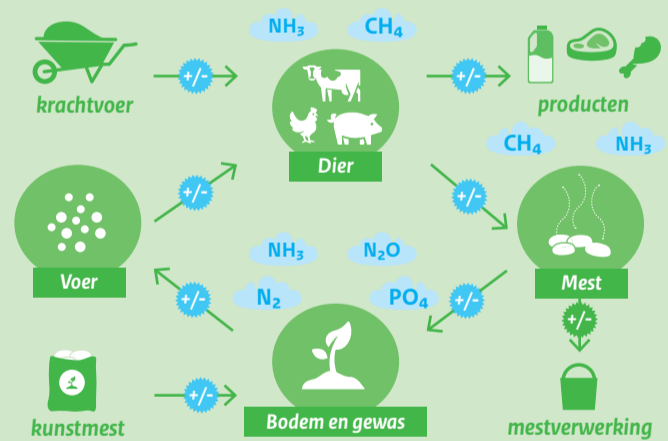 NH₃ CH₄
+/- +/-
krachtvoer producten
Dier
CH₄ NH₃
+/- +/-
Voer Mest
NH₃ N₂O
N₂ PO₄
+/- +/-
+/-
+/-
kunstmest Bodem en gewas mestverwerking